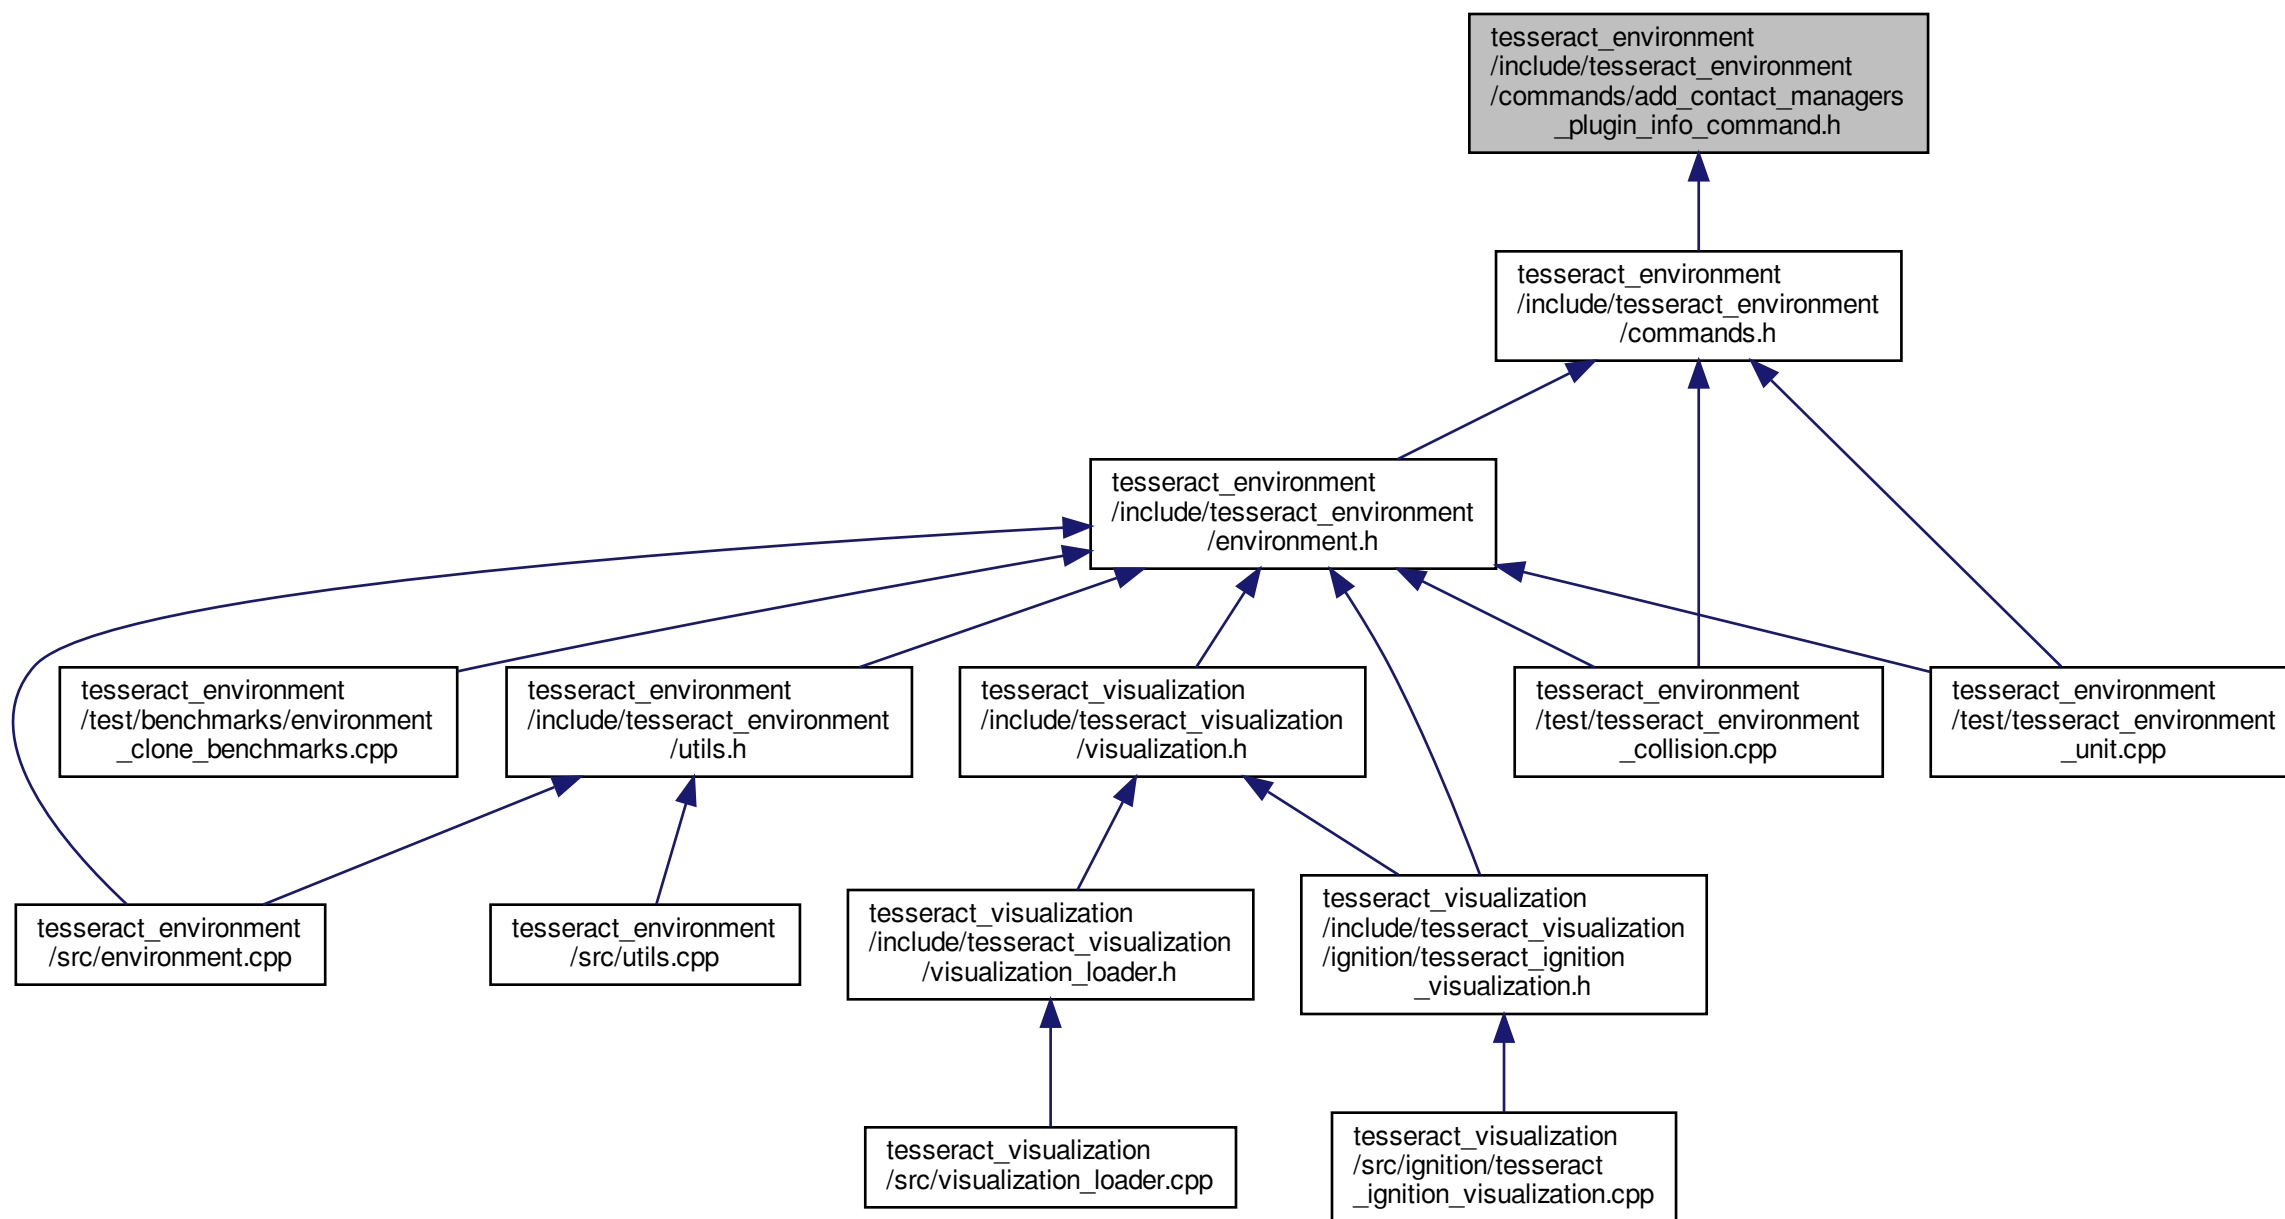 tesseract_environment
/include/tesseract_environment
/commands/add_contact_managers
_plugin_info_command.h
tesseract_environment
/include/tesseract_environment
/commands.h
tesseract_environment
/include/tesseract_environment
/environment.h
tesseract_environment
/test/benchmarks/environment
_clone_benchmarks.cpp
tesseract_environment
/include/tesseract_environment
/utils.h
tesseract_visualization
/include/tesseract_visualization
/visualization.h
tesseract_environment
/test/tesseract_environment
_collision.cpp
tesseract_environment
/test/tesseract_environment
_unit.cpp
tesseract_environment
/src/environment.cpp
tesseract_environment
/src/utils.cpp
tesseract_visualization
/include/tesseract_visualization
/visualization_loader.h
tesseract_visualization
/include/tesseract_visualization
/ignition/tesseract_ignition
_visualization.h
tesseract_visualization
/src/visualization_loader.cpp
tesseract_visualization
/src/ignition/tesseract
_ignition_visualization.cpp